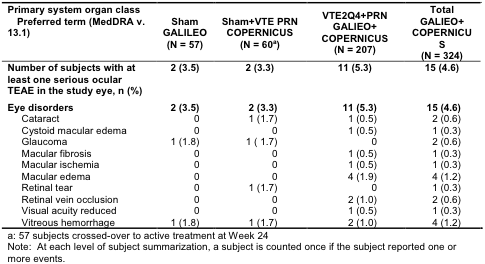 Primary system organ class Preferred term (MedDRA v. 13.1) | Sham GALILEO (N = 57) | Sham+VTE PRN COPERNICUS (N = 60a) | VTE2Q4+PRN GALIEO+ COPERNICUS (N = 207) | Total GALIEO+ COPERNICU S (N = 324)
Number of subjects with at least one serious ocular TEAE in the study eye, n (%) | 2 (3.5) | 2 (3.3) | 11 (5.3) | 15 (4.6)
Eye disorders | 2 (3.5) | 2 (3.3) | 11 (5.3) | 15 (4.6)
Cataract | 0 | 1 (1.7) | 1 (0.5) | 2 (0.6)
Cystoid macular edema | 0 | 0 | 1 (0.5) | 1 (0.3)
Glaucoma | 1 (1.8) | 1 ( 1.7) | 0 | 2 (0.6)
Macular fibrosis | 0 | 0 | 1 (0.5) | 1 (0.3)
Macular ischemia | 0 | 0 | 1 (0.5) | 1 (0.3)
Macular edema | 0 | 0 | 4 (1.9) | 4 (1.2)
Retinal tear | 0 | 1 (1.7) | 0 | 1 (0.3)
Retinal vein occlusion | 0 | 0 | 2 (1.0) | 2 (0.6)
Visual acuity reduced | 0 | 0 | 1 (0.5) | 1 (0.3)
Vitreous hemorrhage | 1 (1.8) | 1 (1.7) | 2 (1.0) | 4 (1.2)
a: 57 subjects crossed-over to active treatment at Week 24
Note: At each level of subject summarization, a subject is counted once if the subject reported one or
more events.